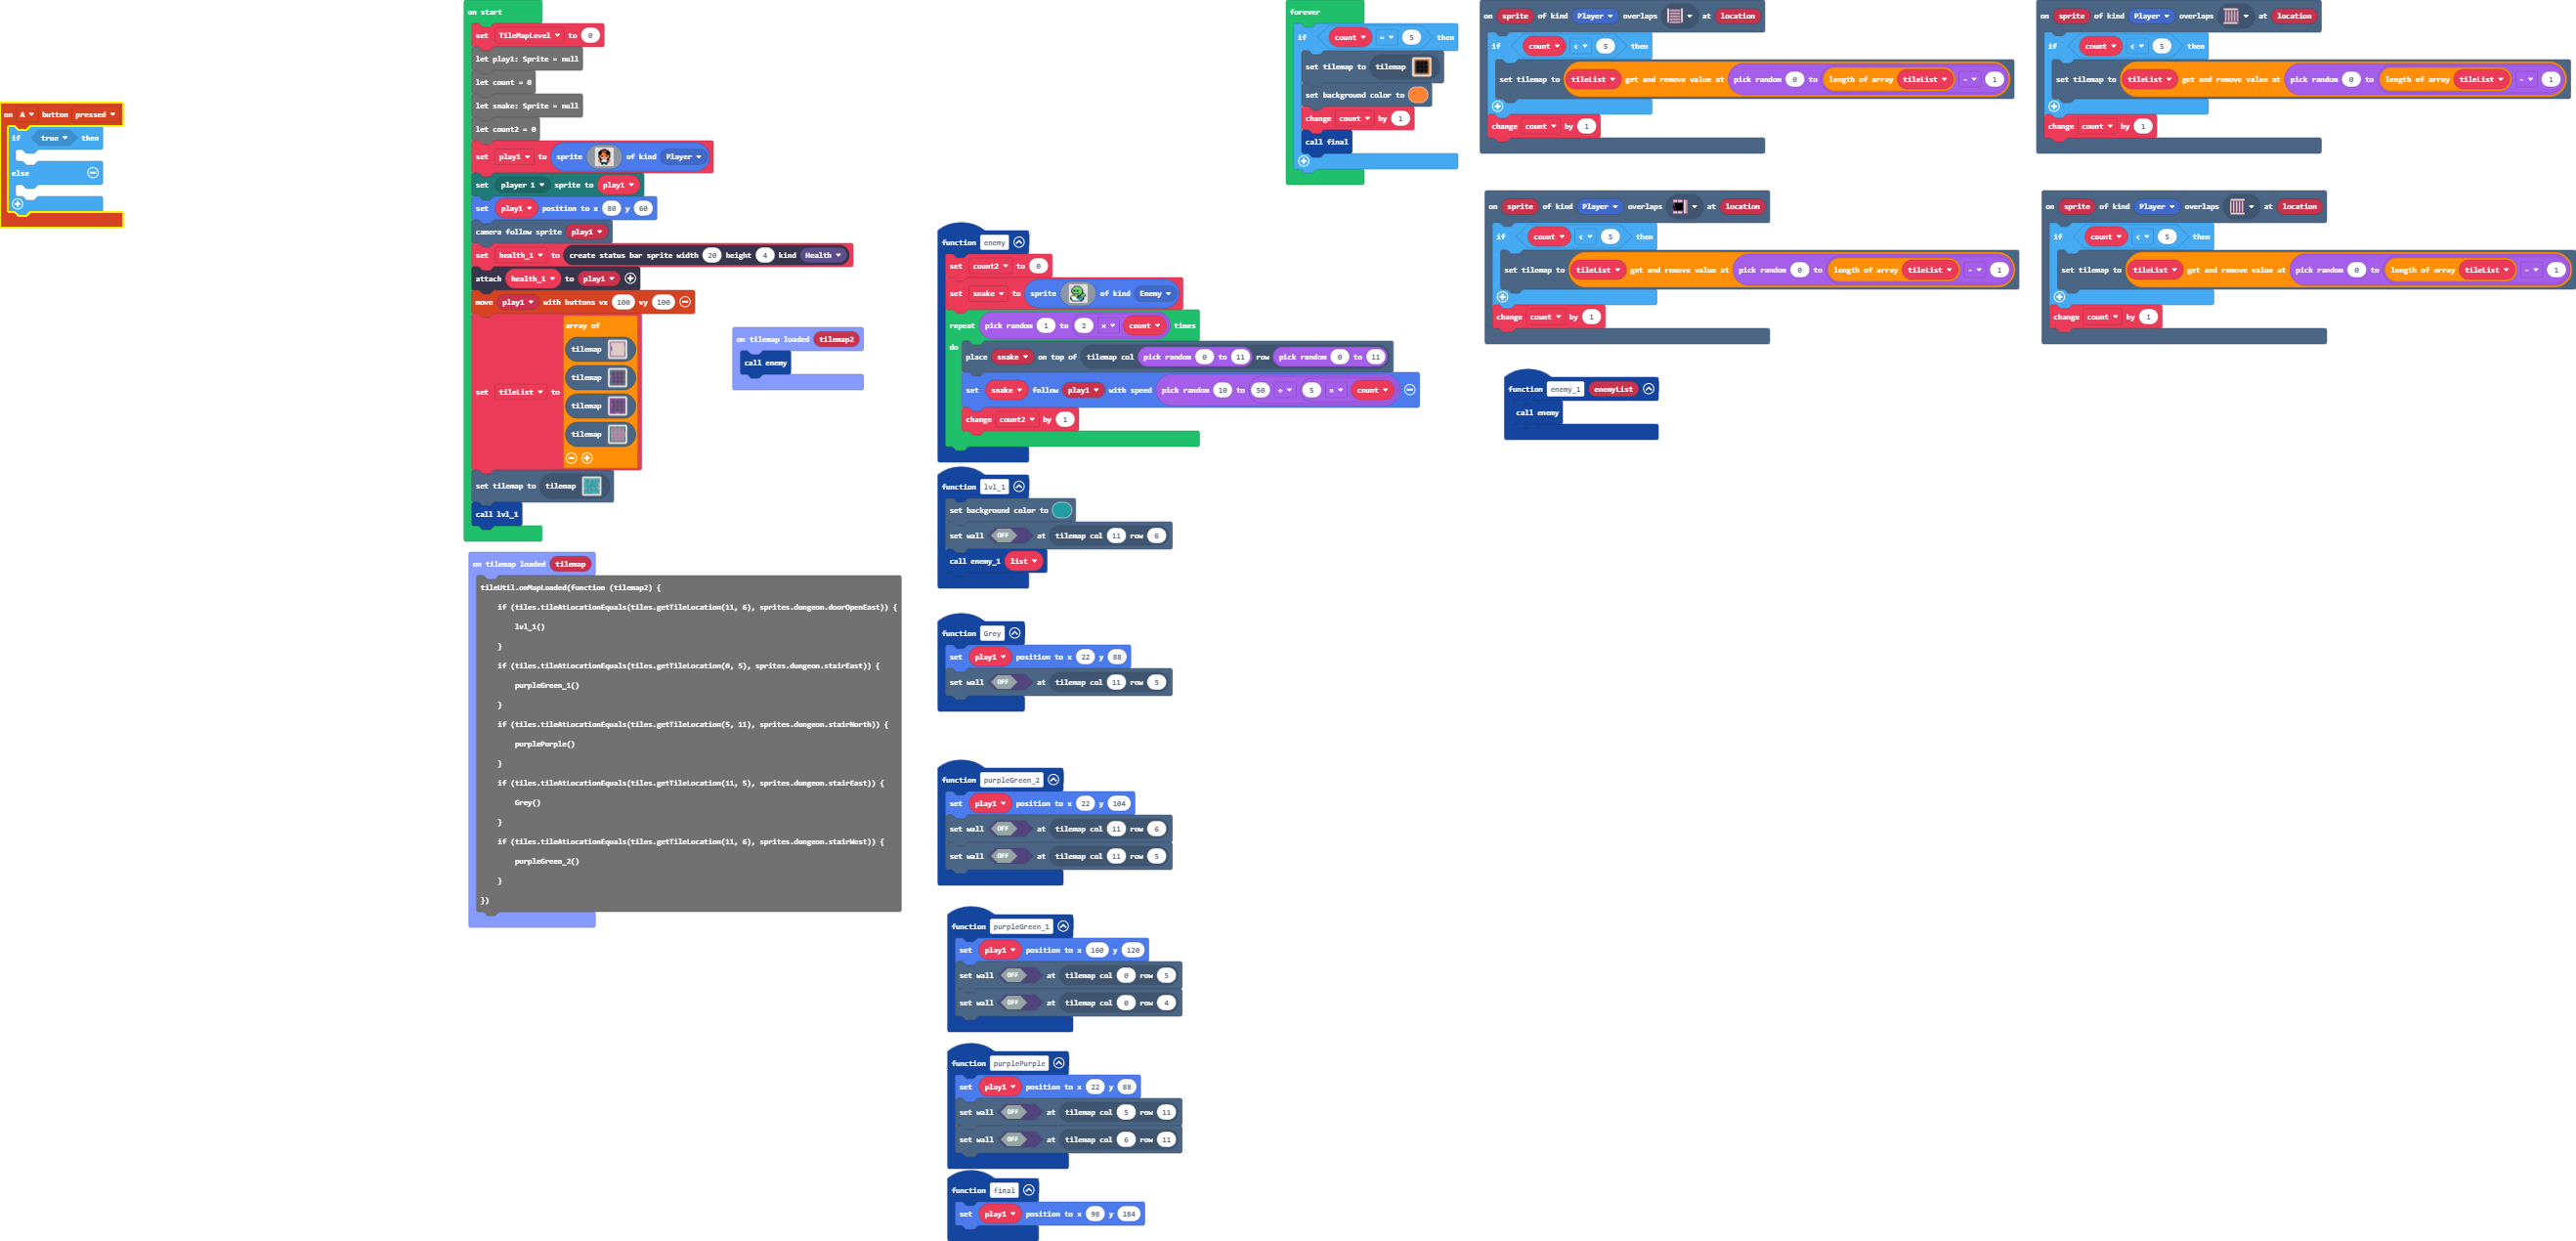 on A button pressed
if true then
else
on start
set TileMapLevel to 0
let play1: Sprite = null
let count = 0
let snake: Sprite = null
let count2 = 0
set play1 to sprite of kind Player
set player 1 sprite to play1
set play1 position to x 80 y 60
camera follow sprite play1
set health_1 to create status bar sprite width 20 height 4 kind Health
attach health_1 to play1
move play1 with buttons vx 100 vy 100
set tileList to array of
tilemap
tilemap
tilemap
tilemap
set tilemap to tilemap
call lvl_1
on tilemap loaded tilemap
tileUtil.onMapLoaded(function (tilemap2) {
if (tiles.tileAtLocationEquals(tiles.getTileLocation(11, 6), sprites.dungeon.doorOpenEast)) {
lvl_1()
}
if (tiles.tileAtLocationEquals(tiles.getTileLocation(0, 5), sprites.dungeon.stairEast)) {
purpleGreen_1()
}
if (tiles.tileAtLocationEquals(tiles.getTileLocation(5, 11), sprites.dungeon.stairNorth)) {
purplePurple()
}
if (tiles.tileAtLocationEquals(tiles.getTileLocation(11, 5), sprites.dungeon.stairEast)) {
Grey()
}
if (tiles.tileAtLocationEquals(tiles.getTileLocation(11, 6), sprites.dungeon.stairWest)) {
purpleGreen_2()
}
})
on tilemap loaded tilemap2
call enemy
function enemy
set count2 to 0
set snake to sprite of kind Enemy
repeat pick random 1 to 2 × count times
do
place snake on top of tilemap col pick random 0 to 11 row pick random 0 to 11
set snake follow play1 with speed pick random 10 to 50 + 5 × count
change count2 by 1
function lvl_1
set background color to
set wall OFF at tilemap col 11 row 6
call enemy_1 list
function Grey
set play1 position to x 22 y 88
set wall OFF at tilemap col 11 row 5
function purpleGreen_2
set play1 position to x 22 y 104
set wall OFF at tilemap col 11 row 6
set wall OFF at tilemap col 11 row 5
function purpleGreen_1
set play1 position to x 160 y 120
set wall OFF at tilemap col 0 row 5
set wall OFF at tilemap col 0 row 4
function purplePurple
set play1 position to x 22 y 88
set wall OFF at tilemap col 5 row 11
set wall OFF at tilemap col 6 row 11
function final
set play1 position to x 98 y 184
forever
if count = 5 then
set tilemap to tilemap
set background color to
change count by 1
call final
on sprite of kind Player overlaps at location
if count < 5 then
set tilemap to tileList get and remove value at pick random 0 to length of array tileList - 1
change count by 1
on sprite of kind Player overlaps at location
if count < 5 then
set tilemap to tileList get and remove value at pick random 0 to length of array tileList - 1
change count by 1
on sprite of kind Player overlaps at location
if count < 5 then
set tilemap to tileList get and remove value at pick random 0 to length of array tileList - 1
change count by 1
on sprite of kind Player overlaps at location
if count < 5 then
set tilemap to tileList get and remove value at pick random 0 to length of array tileList - 1
change count by 1
function enemy_1 enemyList
call enemy